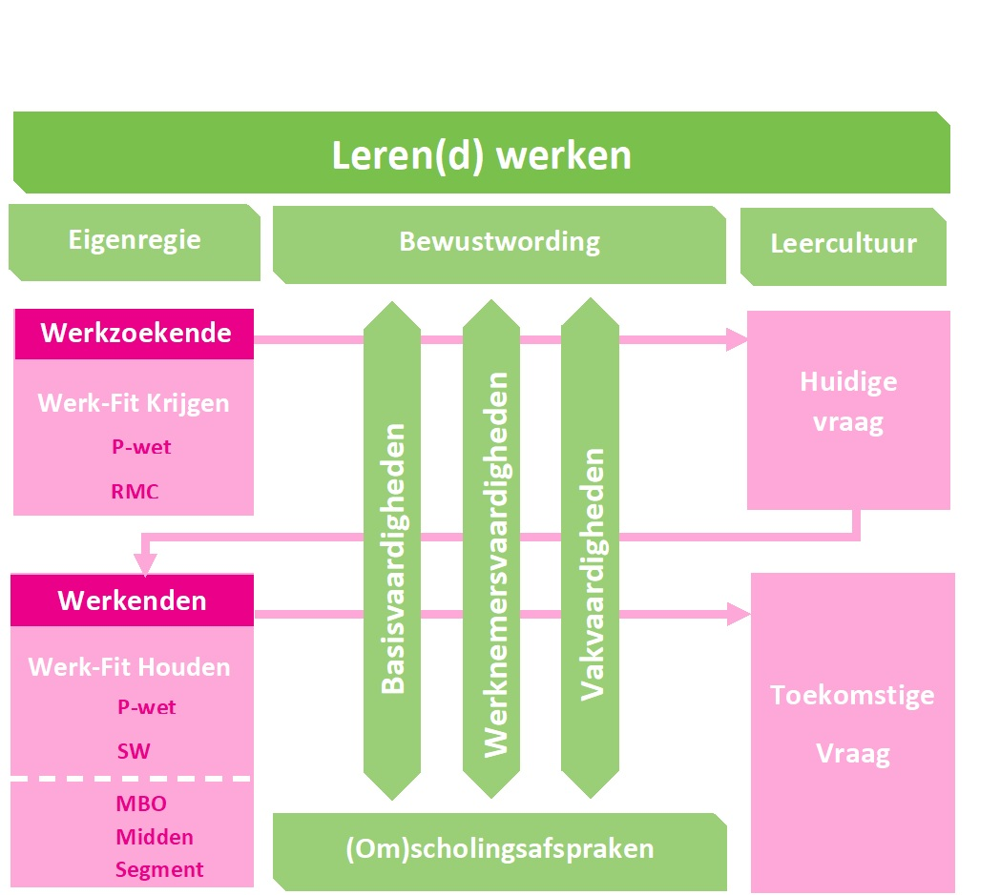 Leren(d) werken
Eigenregie
Bewustwording
Leercultuur
Werkzoekende
Werk-Fit Krijgen
P-wet
RMC
Basisvaardigheden
Werknemersvaardigheden
Vakvaardigheden
Huidige
vraag
Werkenden
Werk-Fit Houden
P-wet
SW
MBO
Midden
Segment
Toekomstige
Vraag
(Om)scholingsafspraken